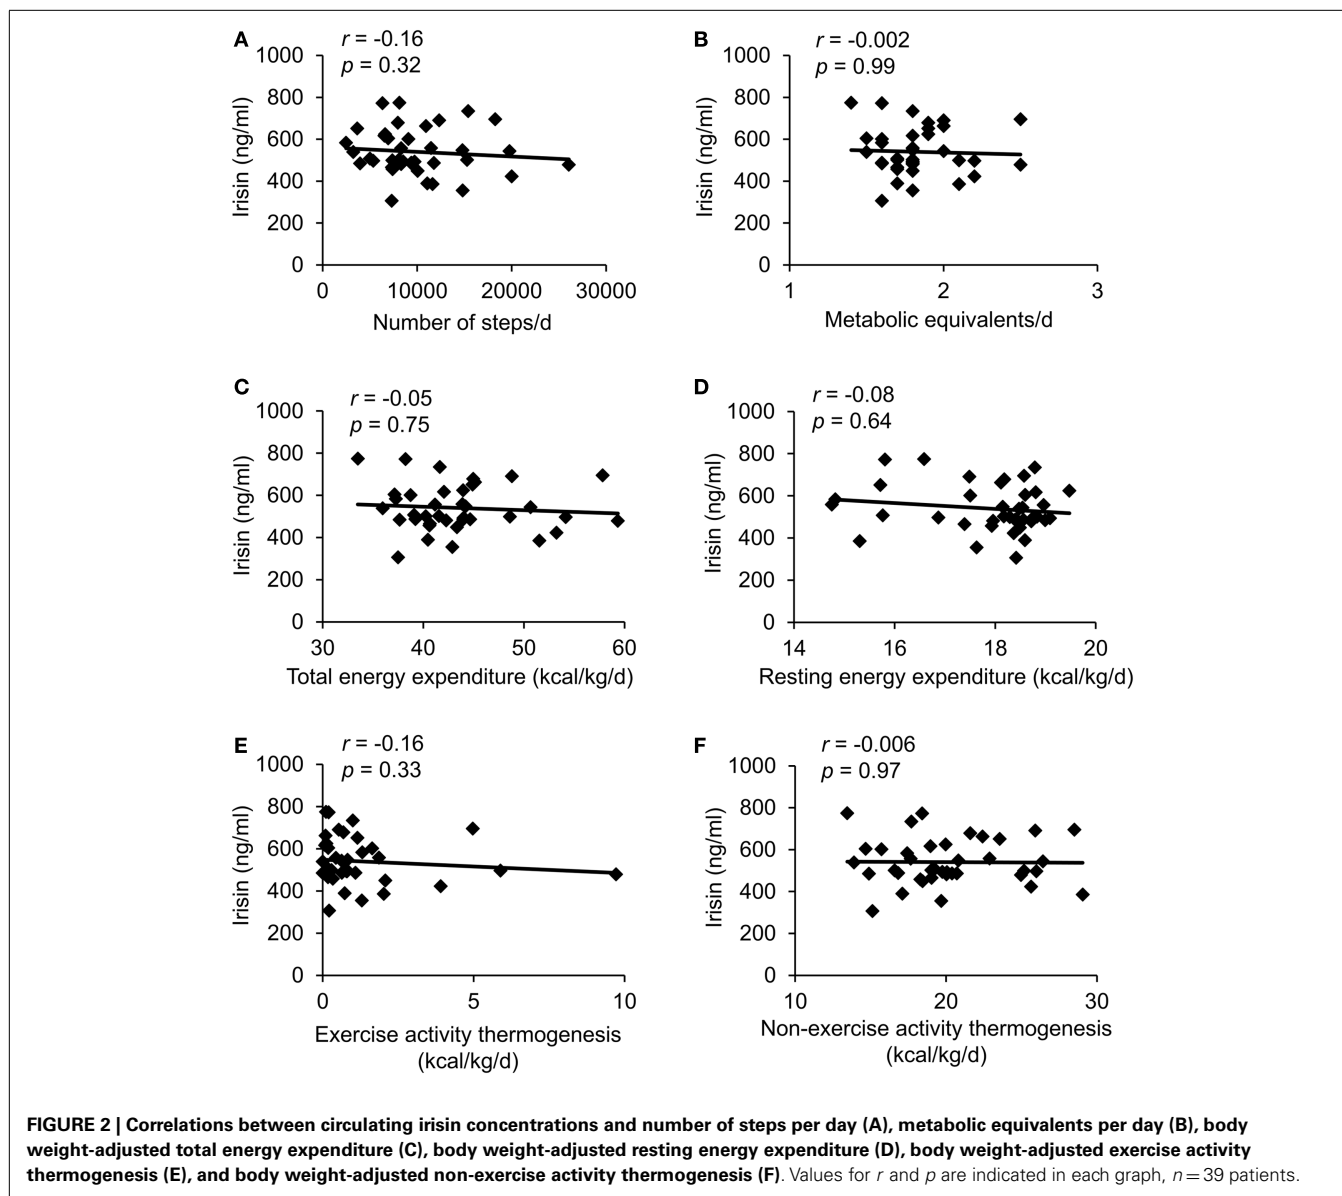 A
r = -0.16
p = 0.32
1000
800
600
400
200
0
Irisin (ng/ml)
0 10000 20000 30000
Number of steps/d
B
r = -0.002
p = 0.99
1000
800
600
400
200
0
Irisin (ng/ml)
1 2 3
Metabolic equivalents/d
C
r = -0.05
p = 0.75
1000
800
600
400
200
0
Irisin (ng/ml)
30 40 50 60
Total energy expenditure (kcal/kg/d)
D
r = -0.08
p = 0.64
1000
800
600
400
200
0
Irisin (ng/ml)
14 16 18 20
Resting energy expenditure (kcal/kg/d)
E
r = -0.16
p = 0.33
1000
800
600
400
200
0
Irisin (ng/ml)
0 5 10
Exercise activity thermogenesis
(kcal/kg/d)
F
r = -0.006
p = 0.97
1000
800
600
400
200
0
Irisin (ng/ml)
10 20 30
Non-exercise activity thermogenesis
(kcal/kg/d)
FIGURE 2 | Correlations between circulating irisin concentrations and number of steps per day (A), metabolic equivalents per day (B), body
weight-adjusted total energy expenditure (C), body weight-adjusted resting energy expenditure (D), body weight-adjusted exercise activity
thermogenesis (E), and body weight-adjusted non-exercise activity thermogenesis (F). Values for r and p are indicated in each graph, n = 39 patients.